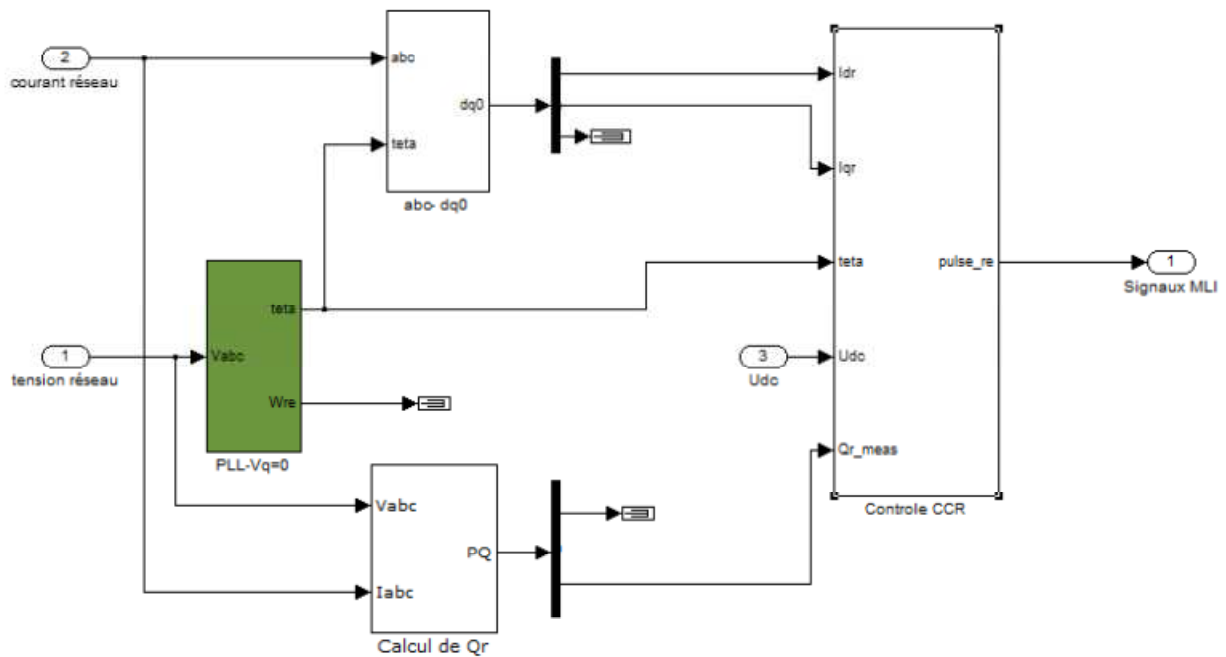 2
courant réseau
abc
teta
dq0
abc- dq0
Idr
Iqr
teta
Udc
Qr_meas
pulse_re
Controle CCR
1
Signaux MLI
3
Udc
1
tension réseau
Vabc
teta
Wre
PLL-Vq=0
Vabc
Iabc
PQ
Calcul de Qr